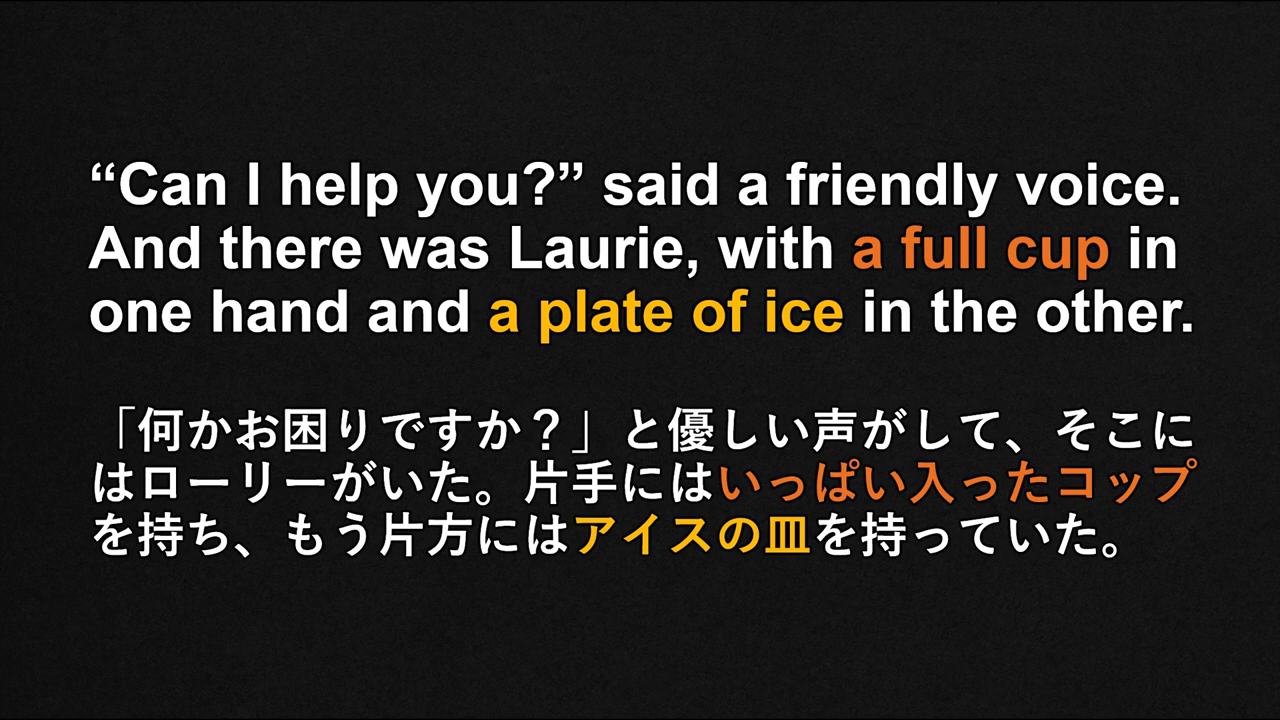 “Can I help you?” said a friendly voice.
And there was Laurie, with a full cup in
one hand and a plate of ice in the other.
「何かお困りですか？」と優しい声がして、そこに
はローリーがいた。片手にはいっぱい入ったコップ
を持ち、もう片方にはアイスの皿を持っていた。